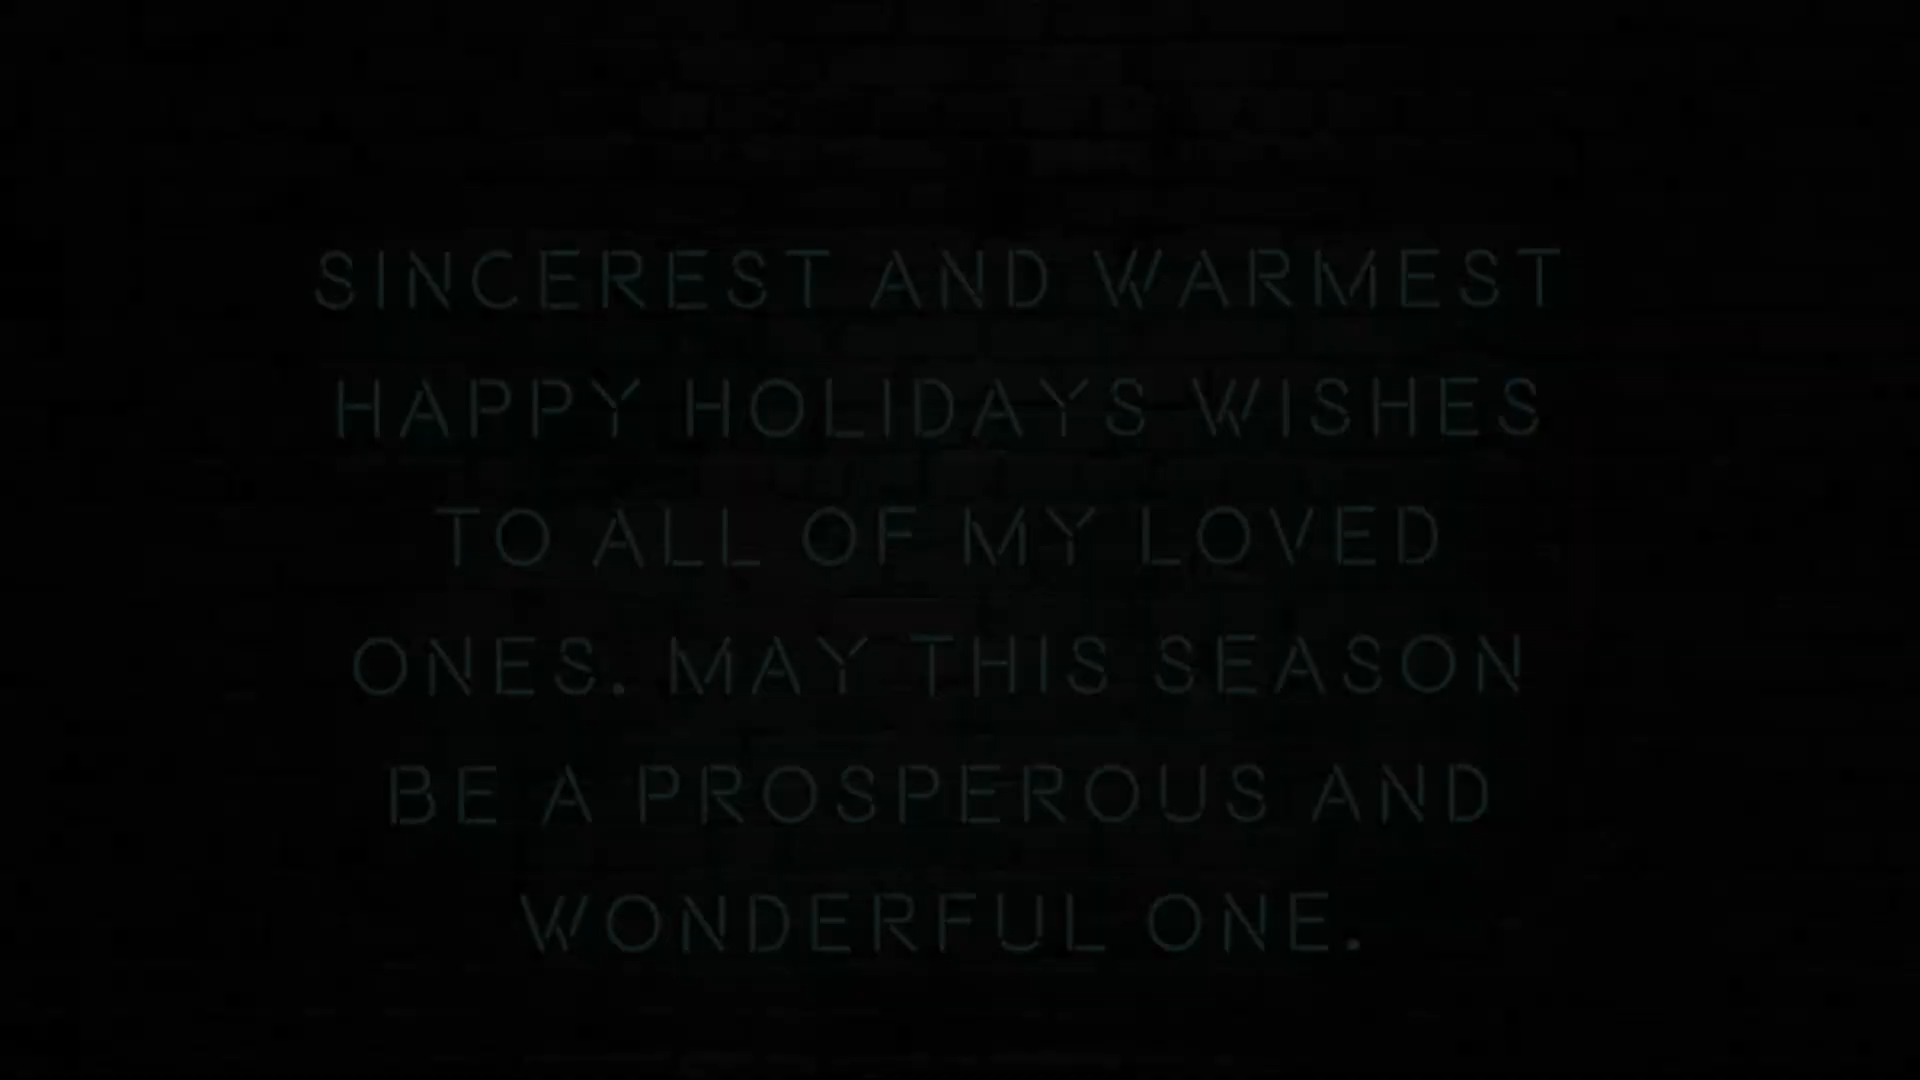 SINCEREST AND WARMEST
HAPPY HOLIDAYS WISHES
TO ALL OF MY LOVED
ONES. MAY THIS SEASON
BE A PROSPEROUS AND
WONDERFUL ONE.